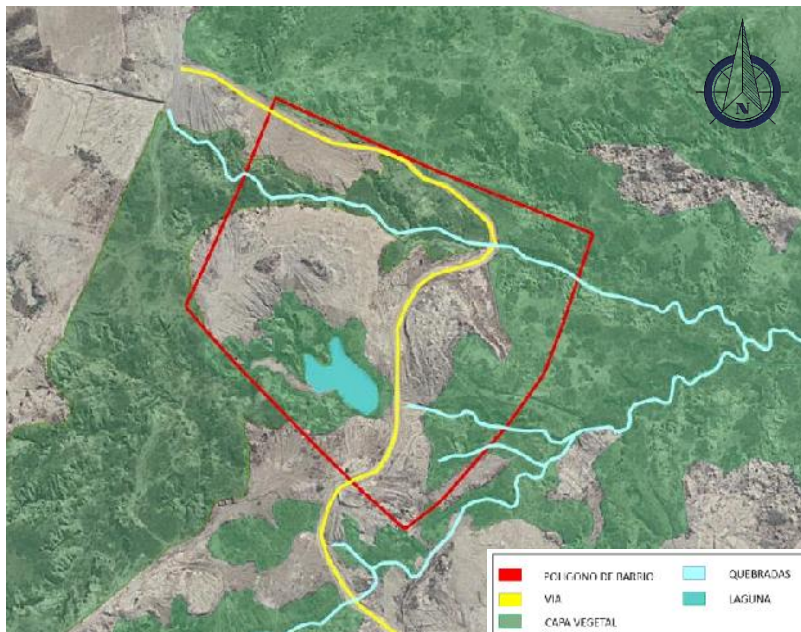 N
POLIGONO DE BARRIO
VIA
CAPA VEGETAL
QUEBRADAS
LAGUNA